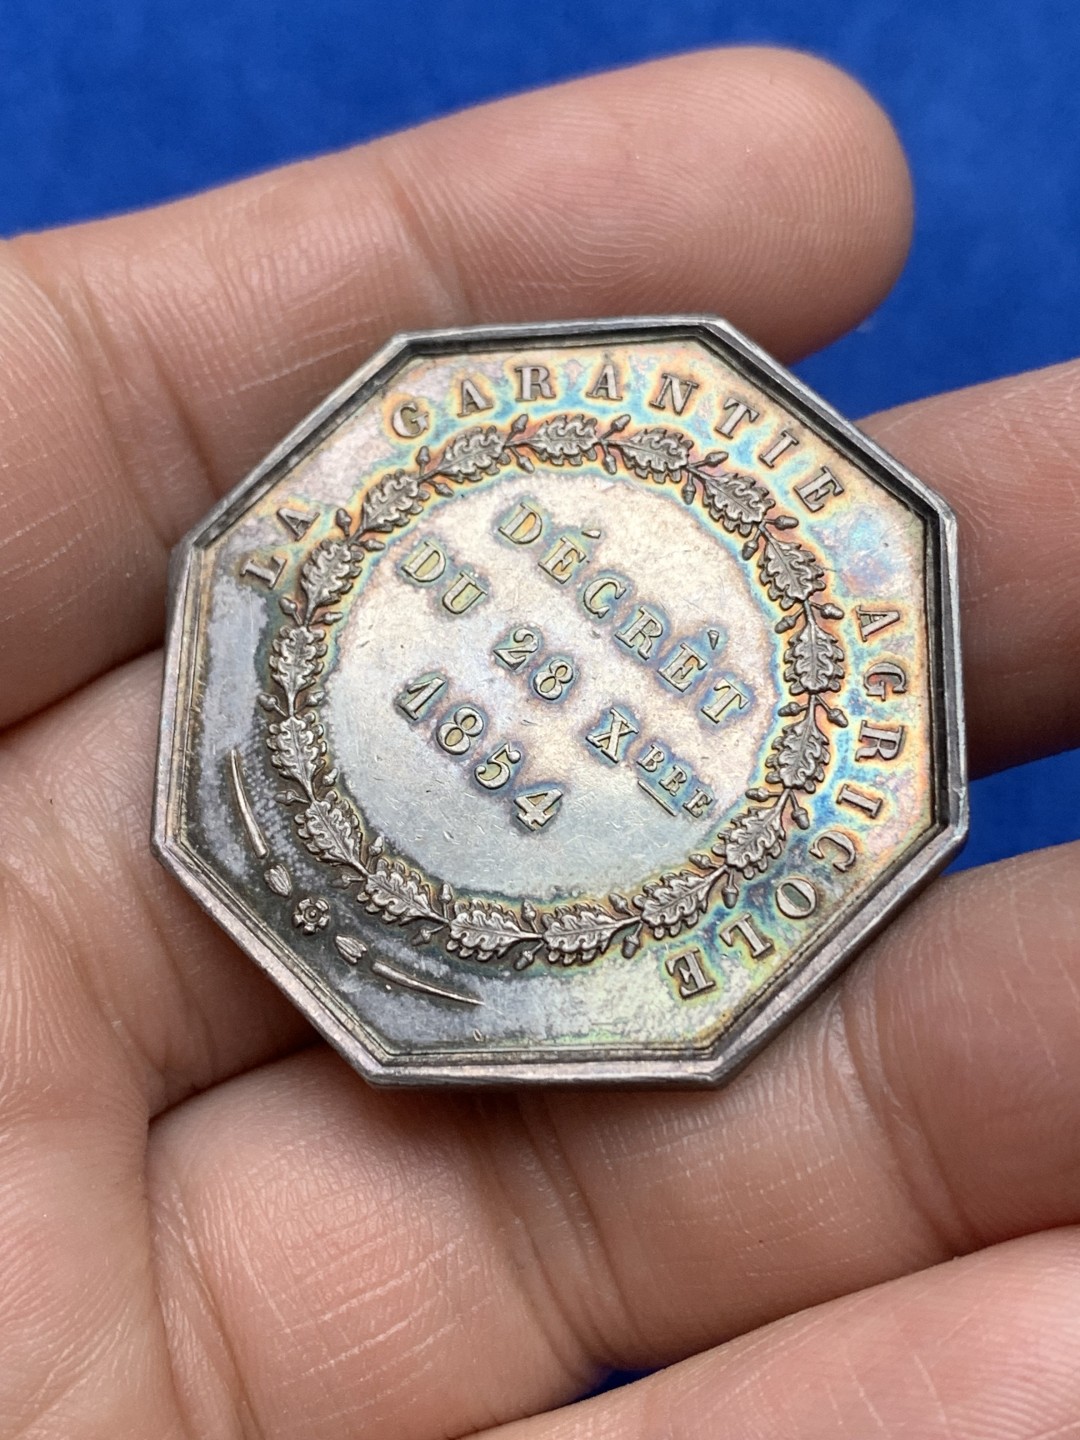 LA GARANTIE AGRICOLE
DÉCRÈT
DU 28 XBRE
1854